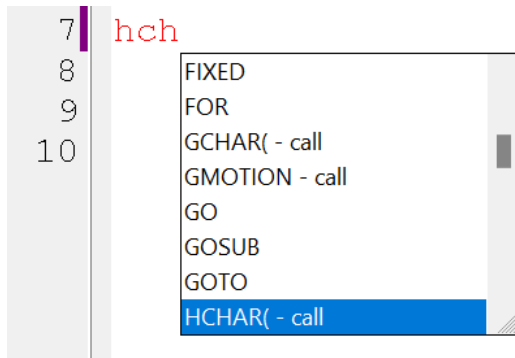 7 hch
8 FIXED
9 FOR
10 GCHAR( - call
GMOTION - call
GO
GOSUB
GOTO
HCHAR( - call